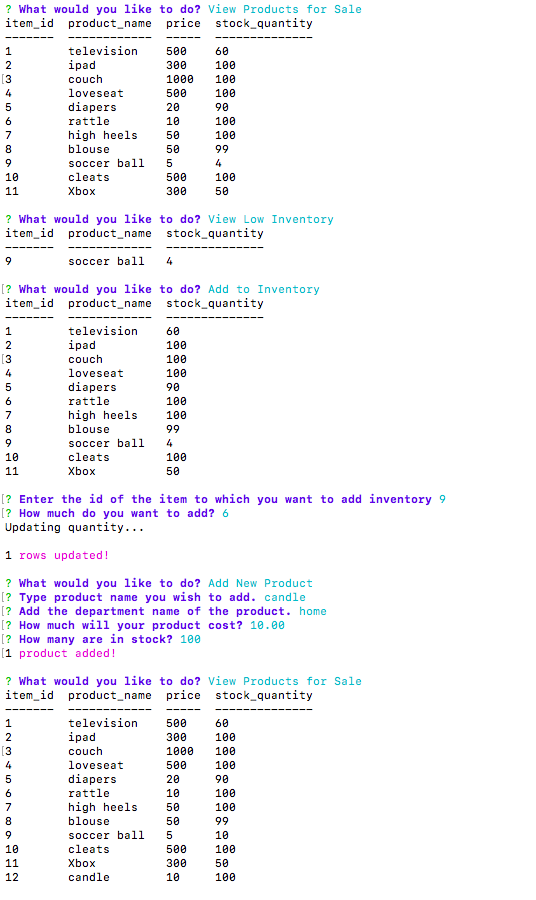 ? What would you like to do? View Products for Sale
item_id  product_name  price  stock_quantity
-------  ------------  -----  --------------
1        television    500    60
2        ipad          300    100
[3        couch         1000   100
4        loveseat      500    100
5        diapers       20     90
6        rattle        10     100
7        high heels    50     100
8        blouse        50     99
9        soccer ball   5      4
10       cleats        500    100
11       Xbox          300    50
? What would you like to do? View Low Inventory
item_id  product_name  stock_quantity
-------  ------------  --------------
9        soccer ball   4
[? What would you like to do? Add to Inventory
item_id  product_name  stock_quantity
-------  ------------  --------------
1        television    60
2        ipad          100
[3        couch         100
4        loveseat      100
5        diapers       90
6        rattle        100
7        high heels    100
8        blouse        99
9        soccer ball   4
10       cleats        100
11       Xbox          50
[? Enter the id of the item to which you want to add inventory 9
[? How much do you want to add? 6
Updating quantity...
1 rows updated!
? What would you like to do? Add New Product
[? Type product name you wish to add. candle
[? Add the department name of the product. home
[? How much will your product cost? 10.00
[? How many are in stock? 100
[1 product added!
? What would you like to do? View Products for Sale
item_id  product_name  price  stock_quantity
-------  ------------  -----  --------------
1        television    500    60
2        ipad          300    100
[3        couch         1000   100
4        loveseat      500    100
5        diapers       20     90
6        rattle        10     100
7        high heels    50     100
8        blouse        50     99
9        soccer ball   5      10
10       cleats        500    100
11       Xbox          300    50
12       candle        10     100